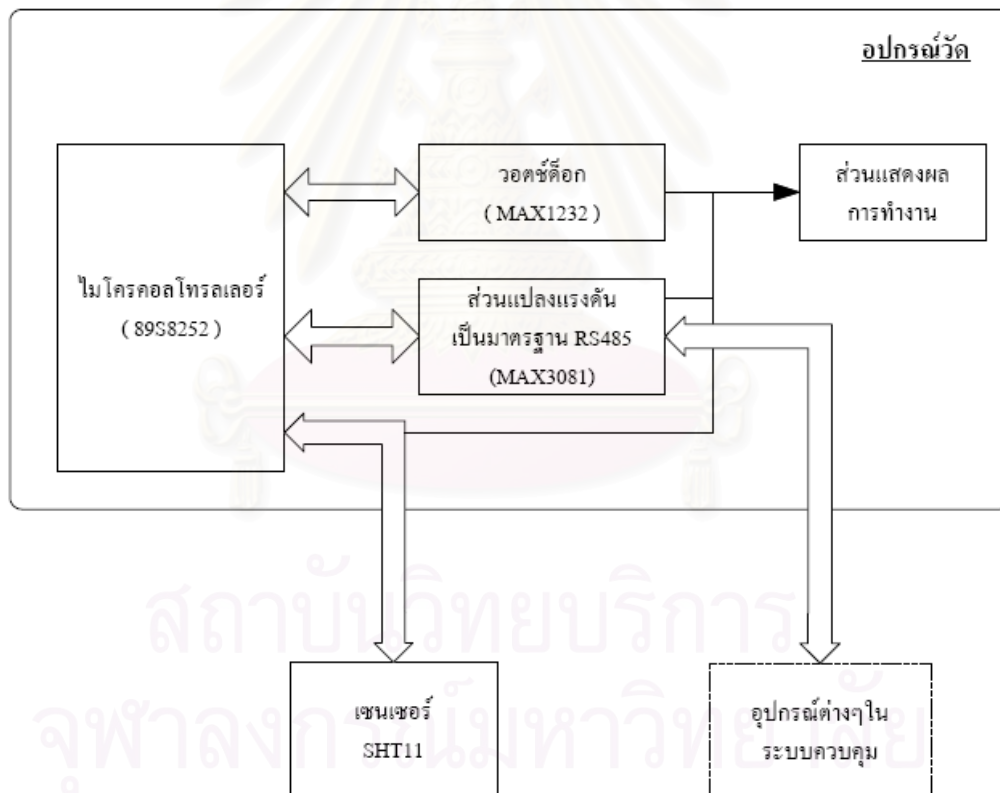 อุปกรณ์วัด
วอตช์ด็อก
( MAX1232 )
ส่วนแสดงผล
การทำงาน
ไมโครคอลโทรลเลอร์
( 89S8252 )
ส่วนแปลงแรงดัน
เป็นมาตรฐาน RS485
(MAX3081)
สถาบันวิทยบริการ
เซนเซอร์
SHT11
อุปกรณ์ต่างๆใน
ระบบควบคุม
จุฬาลงกรณ์มหาวิทยาลัย